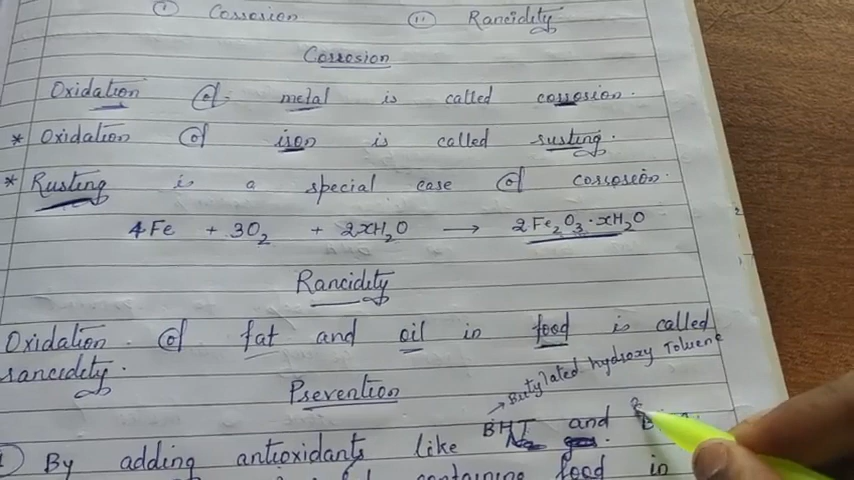 (i) Corrosion (ii) Rancidity
Corrosion
Oxidation of metal is called corrosion.
* Oxidation of iron is called rusting.
* Rusting is a special case of corrosion.
4Fe + 3O₂ + 2xH₂O → 2Fe₂O₃·xH₂O
Rancidity
Oxidation of fat and oil in food is called
rancidity.
Prevention
→ Butylated hydroxy Toluene
By adding antioxidants like BHT and
containing food in